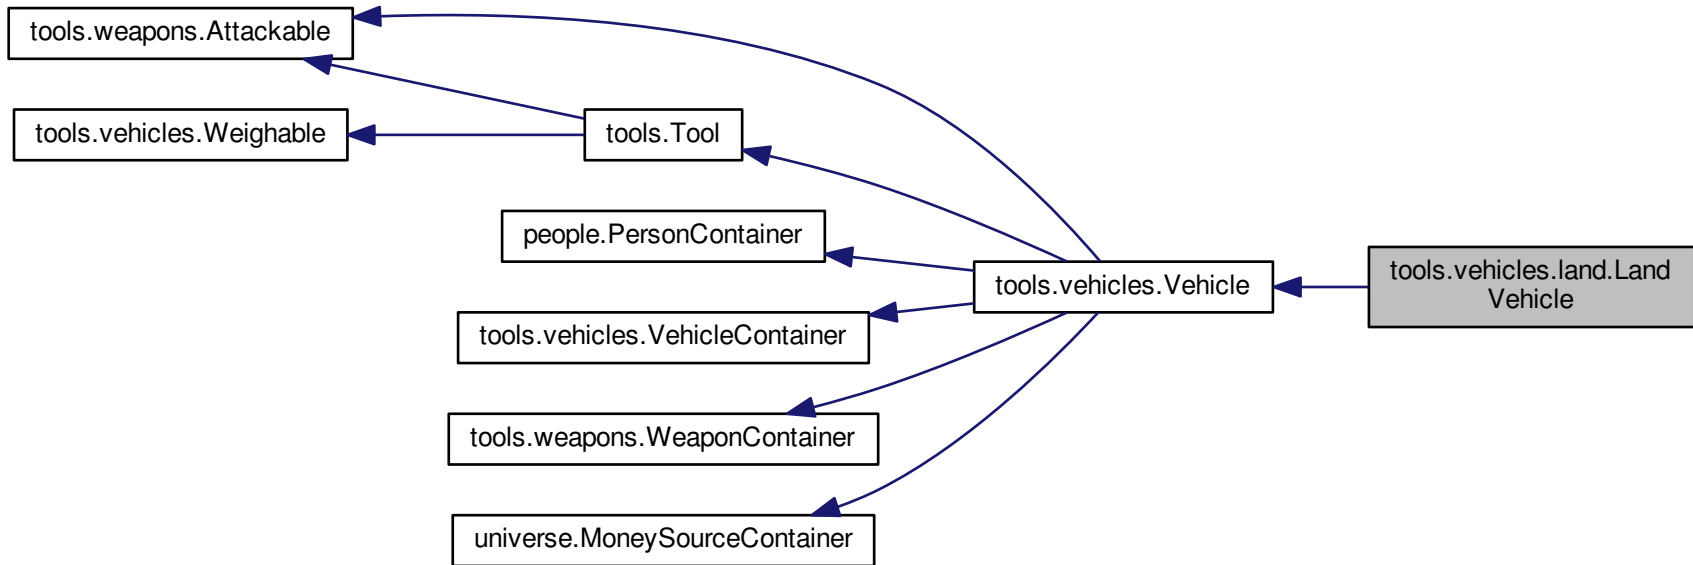 tools.weapons.Attackable
tools.vehicles.Weighable
tools.Tool
people.PersonContainer
tools.vehicles.VehicleContainer
tools.weapons.WeaponContainer
universe.MoneySourceContainer
tools.vehicles.Vehicle
tools.vehicles.land.Land
Vehicle